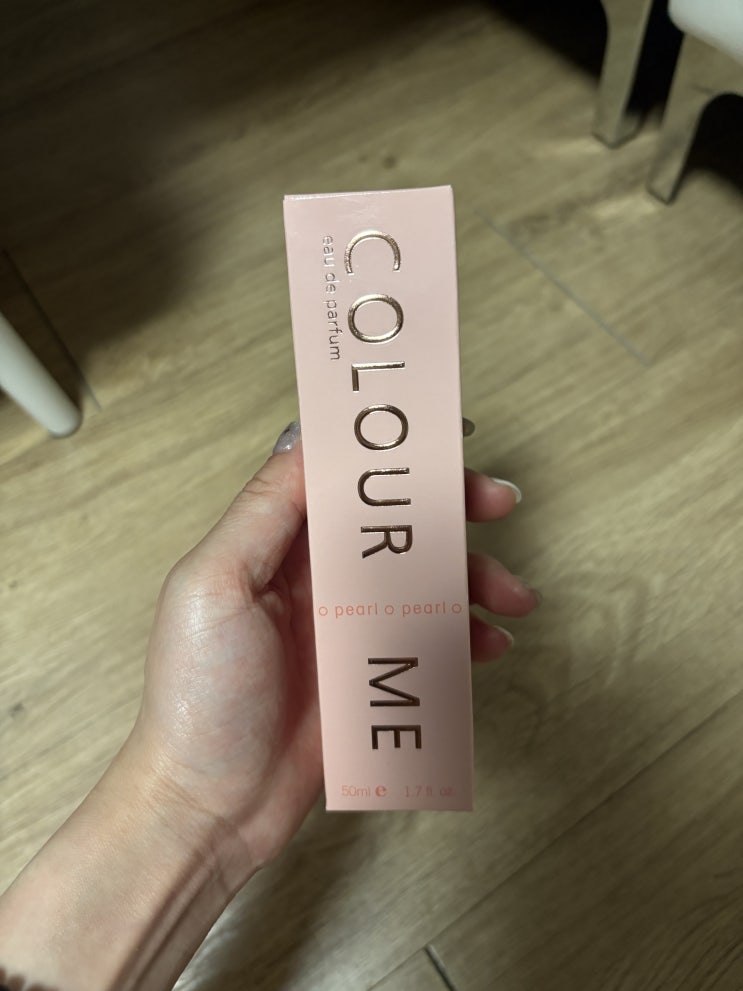 COLOUR ME
eau de parfum
o pearl o pearl o
50ml ℮ 1.7 fl. oz